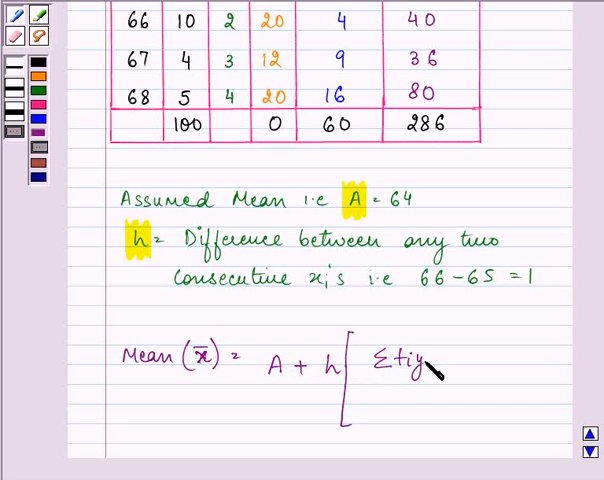 66 10 2 20 4 40
67 4 3 12 9 36
68 5 4 20 16 80
100 0 60 286
Assumed Mean i.e A = 64
h = Difference between any two
consecutive xi's i.e 66-65 = 1
Mean (x̄) = A + h [ Σfiy